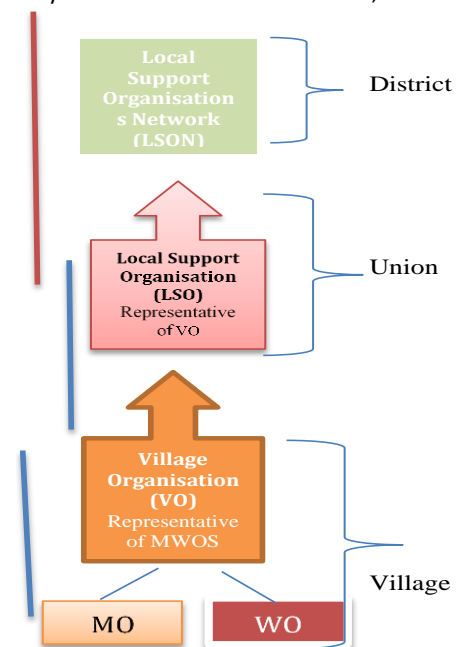 Local
Support
Organisation
s Network
(LSON)
District
Local Support
Organisation
(LSO)
Representative
of VO
Union
Village
Organisation
(VO)
Representative
of MWOS
Village
MO
WO